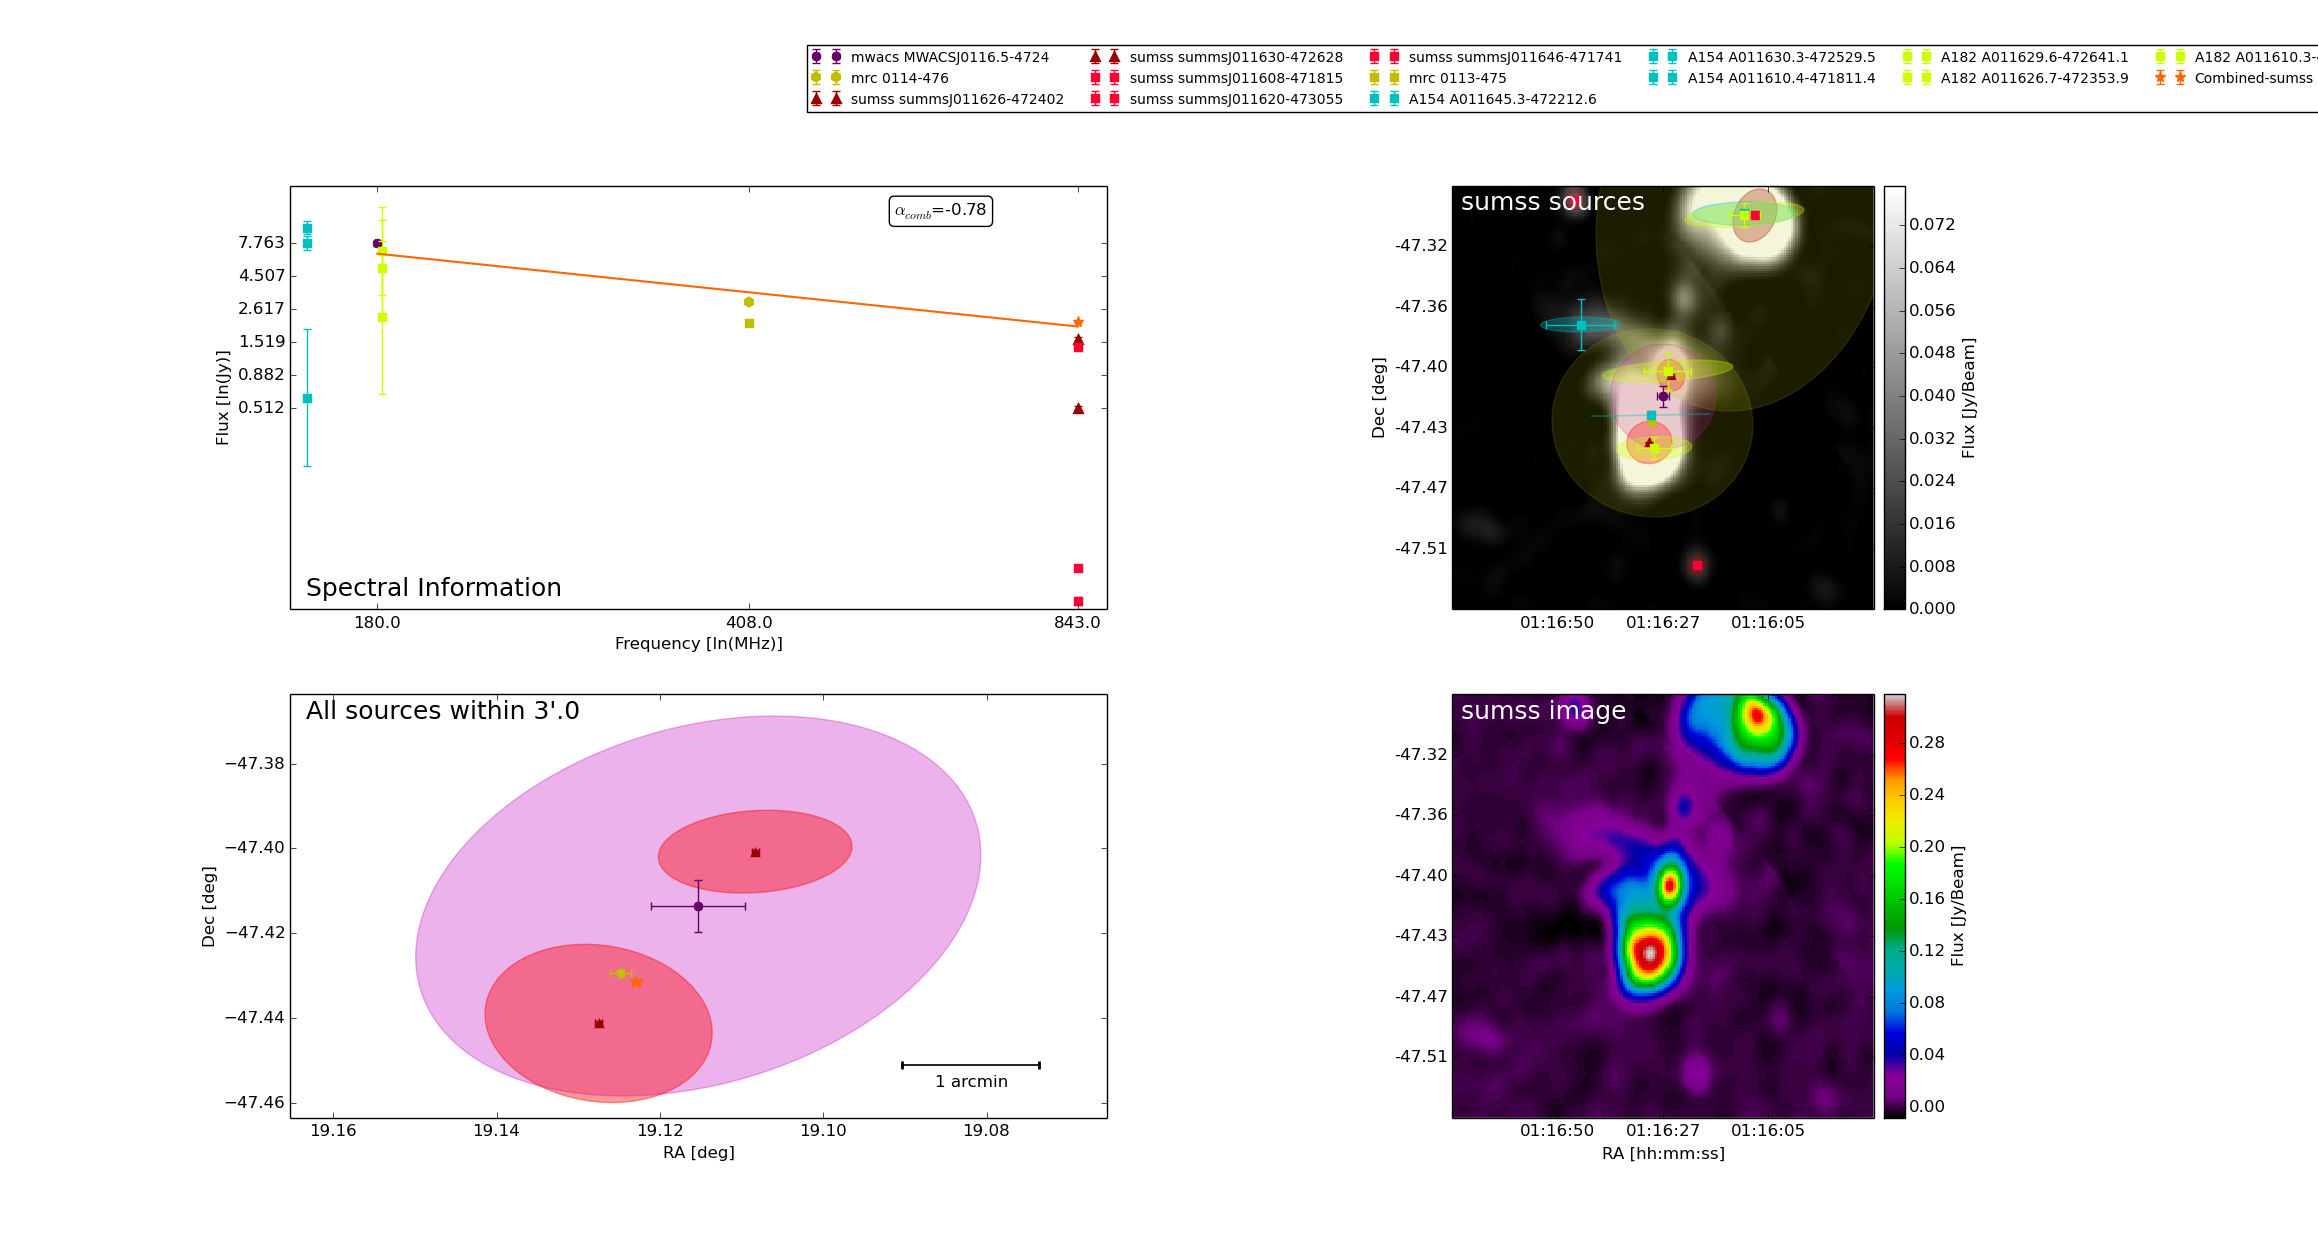 mwacs MWACSJ0116.5-4724
mrc 0114-476
sumss summsJ011626-472402
sumss summsJ011630-472628
sumss summsJ011608-471815
sumss summsJ011620-473055
sumss summsJ011646-471741
mrc 0113-475
A154 A011645.3-472212.6
A154 A011630.3-472529.5
A154 A011610.4-471811.4
A182 A011629.6-472641.1
A182 A011626.7-472353.9
A182 A011610.3-
Combined-sumss
αcomb=-0.78
7.763
4.507
2.617
1.519
0.882
0.512
Flux [ln(Jy)]
Spectral Information
180.0 408.0 843.0
Frequency [ln(MHz)]
sumss sources
-47.32
-47.36
-47.40
-47.43
-47.47
-47.51
Dec [deg]
01:16:50 01:16:27 01:16:05
0.072
0.064
0.056
0.048
0.040
0.032
0.024
0.016
0.008
0.000
Flux [Jy/Beam]
All sources within 3'.0
−47.38
−47.40
−47.42
−47.44
−47.46
Dec [deg]
1 arcmin
19.16 19.14 19.12 19.10 19.08
RA [deg]
sumss image
-47.32
-47.36
-47.40
-47.43
-47.47
-47.51
01:16:50 01:16:27 01:16:05
RA [hh:mm:ss]
0.28
0.24
0.20
0.16
0.12
0.08
0.04
0.00
Flux [Jy/Beam]